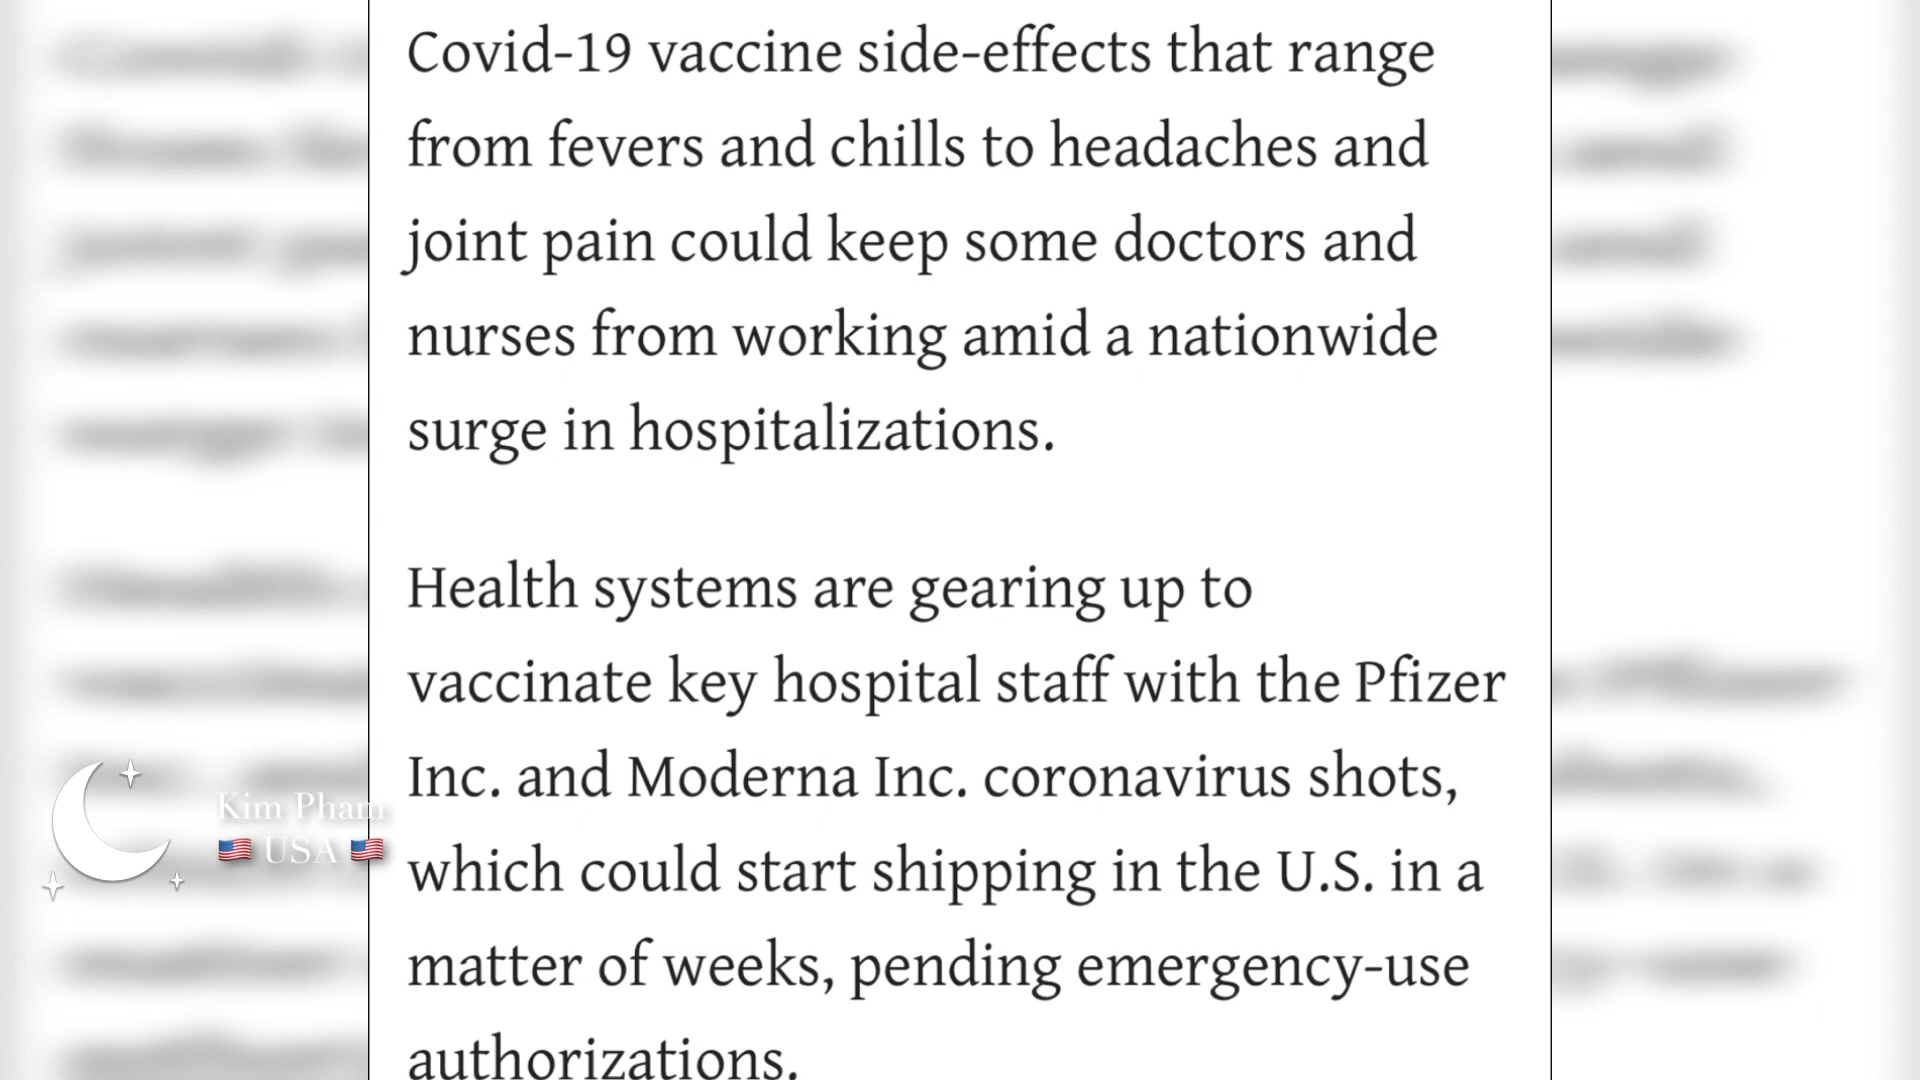 Covid-19 vaccine side-effects that range
from fevers and chills to headaches and
joint pain could keep some doctors and
nurses from working amid a nationwide
surge in hospitalizations.
Health systems are gearing up to
vaccinate key hospital staff with the Pfizer
Inc. and Moderna Inc. coronavirus shots,
which could start shipping in the U.S. in a
matter of weeks, pending emergency-use
authorizations.
Kim Pham
🇺🇸 USA 🇺🇸